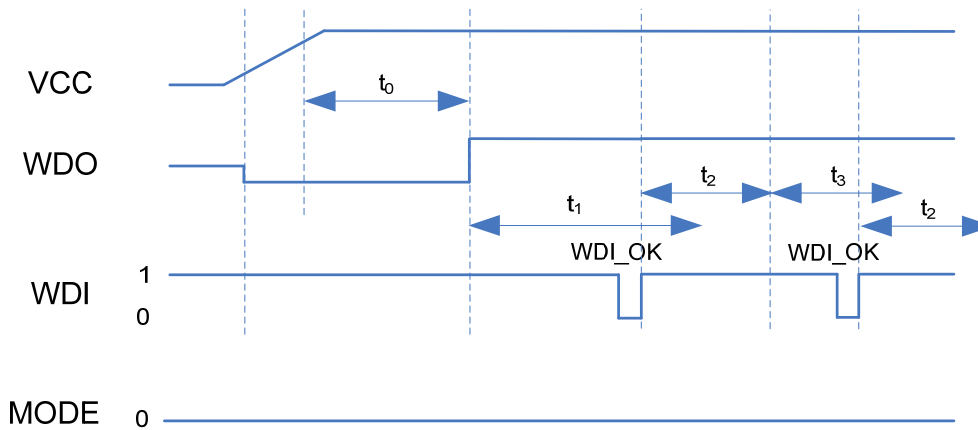 VCC
t₀
WDO
t₂
t₃
t₁
t₂
WDI_OK
WDI_OK
1
WDI
0
MODE
0